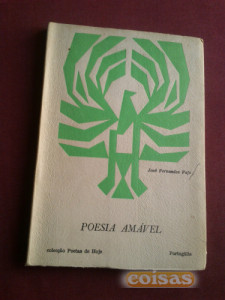 José Fernandes Fafe
POESIA AMÁVEL
colecção Poetas de Hoje
Portugália
coisas